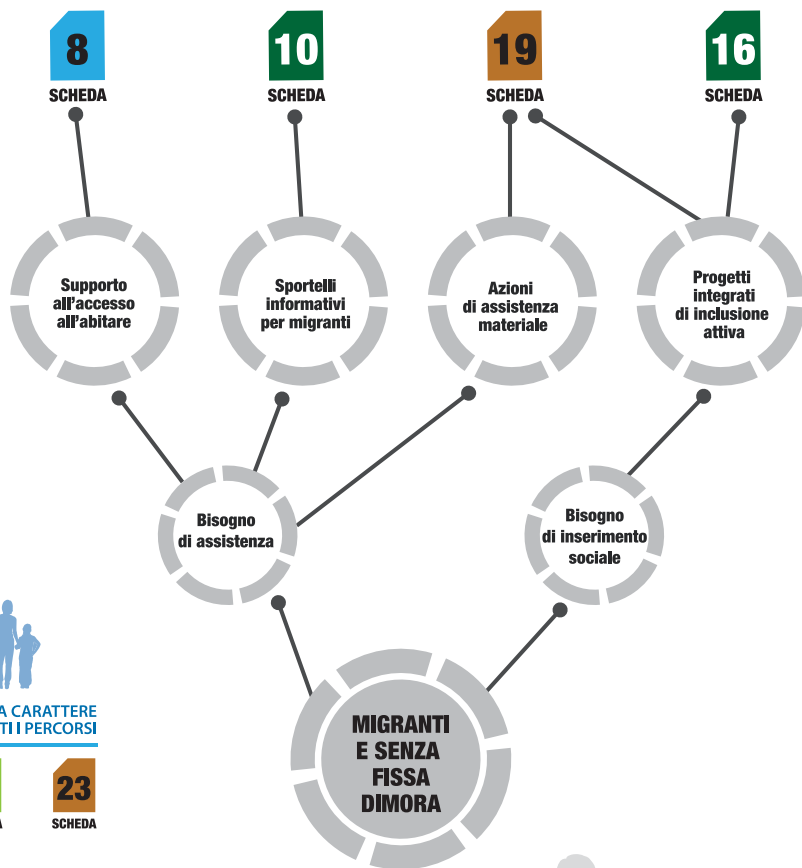 8
SCHEDA
10
SCHEDA
19
SCHEDA
16
SCHEDA
Supporto
all'accesso
all'abitare
Sportelli
informativi
per migranti
Azioni
di assistenza
materiale
Progetti
integrati
di inclusione
attiva
Bisogno
di assistenza
Bisogno
di inserimento
sociale
MIGRANTI
E SENZA
FISSA
DIMORA
A CARATTERE
TI I PERCORSI
23
SCHEDA